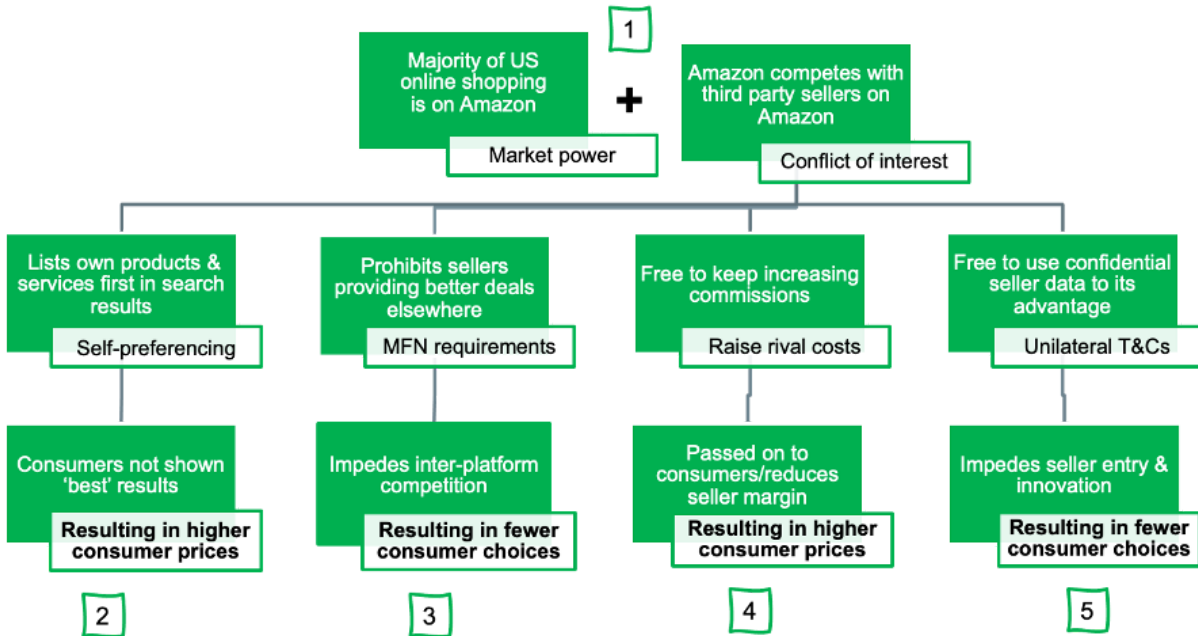 1
Majority of US
online shopping
is on Amazon
Market power
+
Amazon competes with
third party sellers on
Amazon
Conflict of interest
Lists own products &
services first in search
results
Self-preferencing
Prohibits sellers
providing better deals
elsewhere
MFN requirements
Free to keep increasing
commissions
Raise rival costs
Free to use confidential
seller data to its
advantage
Unilateral T&Cs
Consumers not shown
‘best’ results
Resulting in higher
consumer prices
Impedes inter-platform
competition
Resulting in fewer
consumer choices
Passed on to
consumers/reduces
seller margin
Resulting in higher
consumer prices
Impedes seller entry &
innovation
Resulting in fewer
consumer choices
2
3
4
5